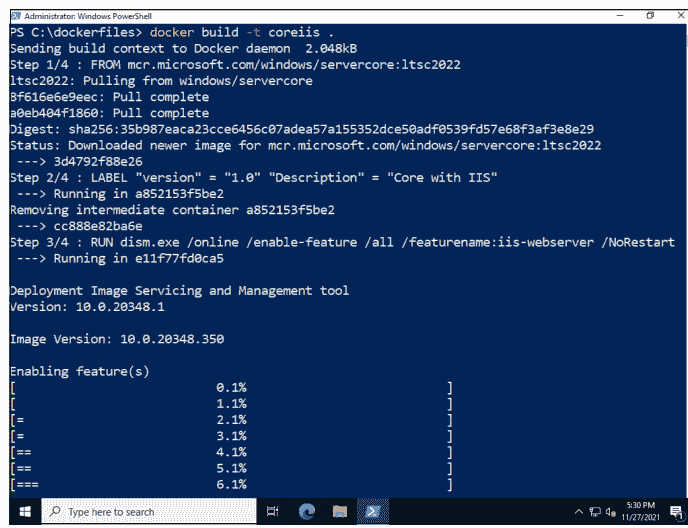 Administrator: Windows PowerShell
PS C:\dockerfiles> docker build -t coreiis .
Sending build context to Docker daemon  2.048kB
Step 1/4 : FROM mcr.microsoft.com/windows/servercore:ltsc2022
ltsc2022: Pulling from windows/servercore
8f616e6e9eec: Pull complete
a0eb404f1860: Pull complete
Digest: sha256:35b987eaca23cce6456c07adea57a155352dce50adf0539fd57e68f3af3e8e29
Status: Downloaded newer image for mcr.microsoft.com/windows/servercore:ltsc2022
 ---> 3d4792f88e26
Step 2/4 : LABEL "version" = "1.0" "Description" = "Core with IIS"
 ---> Running in a852153f5be2
Removing intermediate container a852153f5be2
 ---> cc888e82ba6e
Step 3/4 : RUN dism.exe /online /enable-feature /all /featurename:iis-webserver /NoRestart
 ---> Running in e11f77fd0ca5
Deployment Image Servicing and Management tool
Version: 10.0.20348.1
Image Version: 10.0.20348.350
Enabling feature(s)
[                           0.1%                           ]
[                           1.1%                           ]
[=                          2.1%                           ]
[=                          3.1%                           ]
[==                         4.1%                           ]
[==                         5.1%                           ]
[===                        6.1%                           ]
Type here to search
5:30 PM
11/27/2021